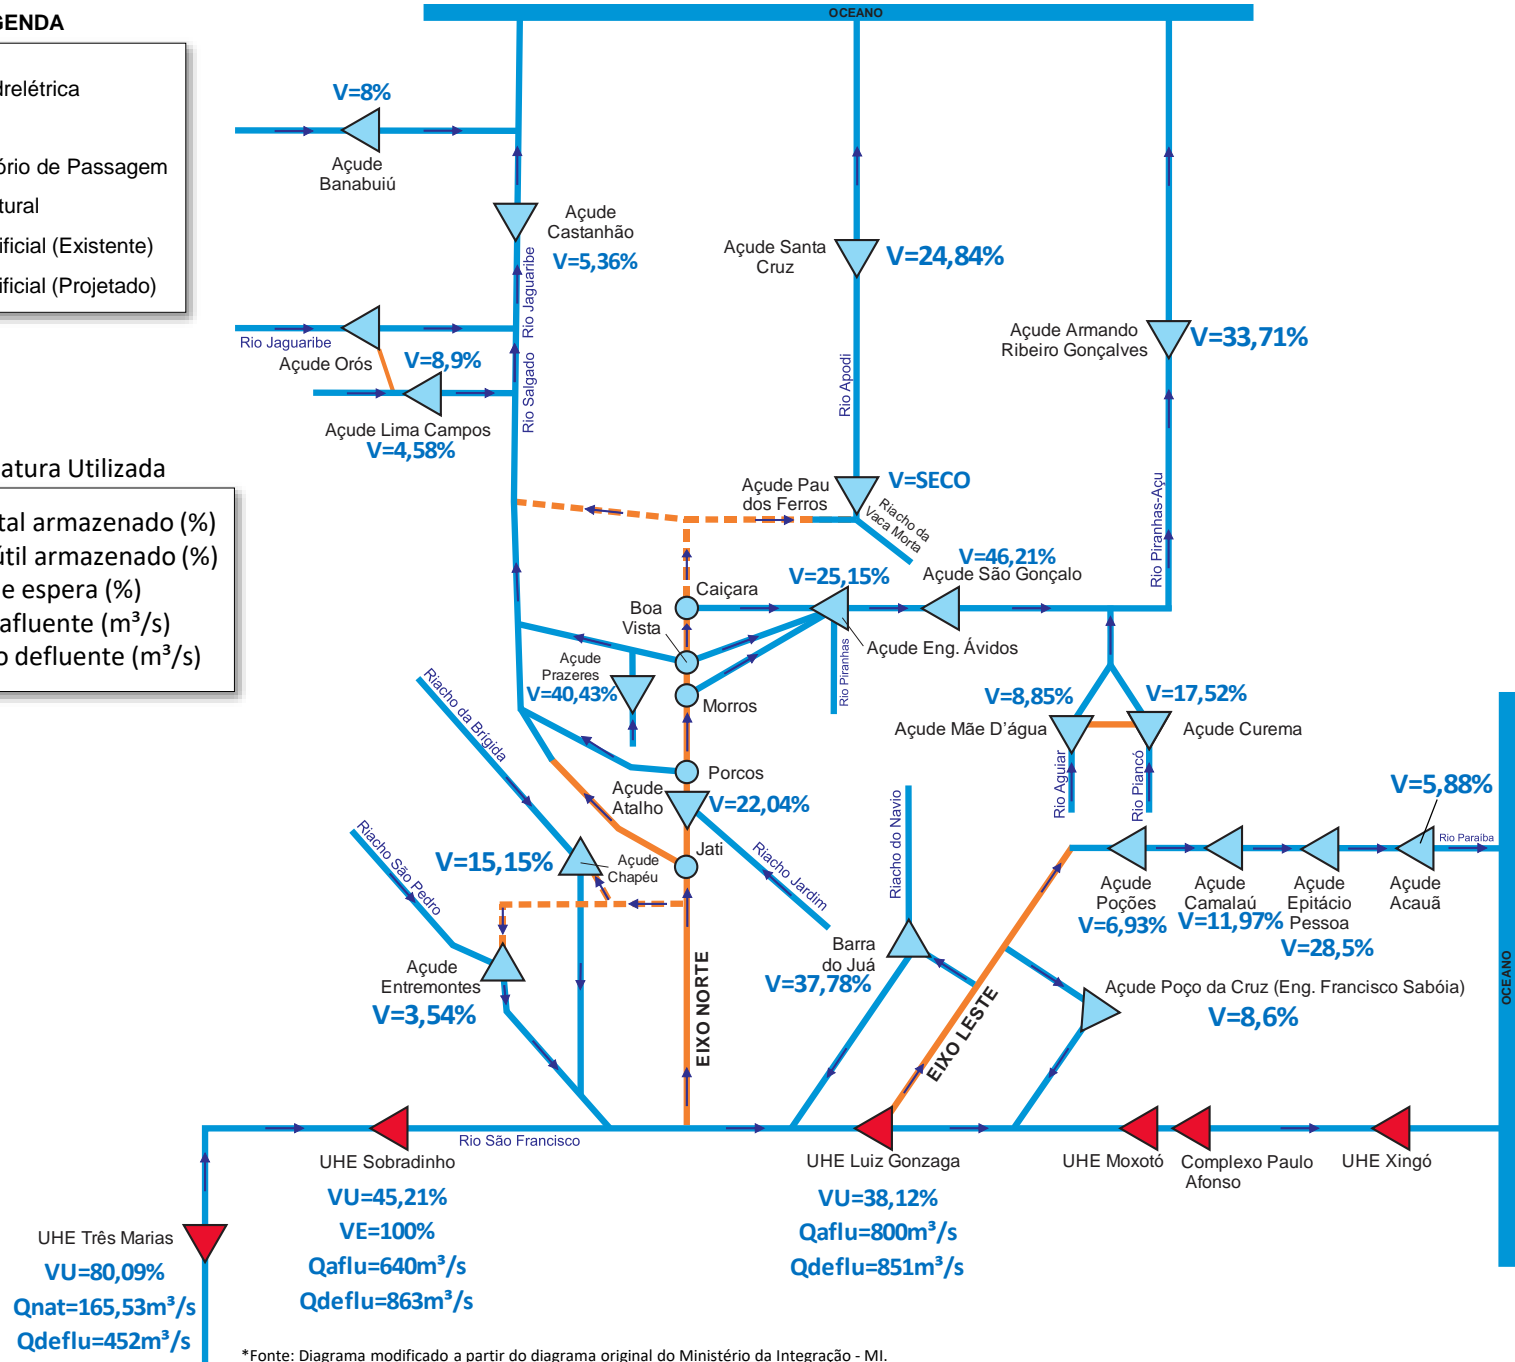 GENDA
drelétrica
ório de Passagem
tural
ificial (Existente)
ificial (Projetado)
atura Utilizada
tal armazenado (%)
útil armazenado (%)
e espera (%)
afluente (m³/s)
o defluente (m³/s)
OCEANO
V=8%
Açude
Banabuiú
Açude
Castanhão
V=5,36%
Rio Jaguaribe
Rio Jaguaribe
Açude Orós
V=8,9%
Rio Salgado
Açude Lima Campos
V=4,58%
Açude Santa
Cruz
V=24,84%
Rio Apodi
Açude Armando
Ribeiro Gonçalves
V=33,71%
Rio Piranhas-Açu
Açude Pau
dos Ferros
V=SECO
Riacho da
Vaca Morta
V=46,21%
Açude São Gonçalo
V=25,15%
Açude Eng. Ávidos
Rio Piranhas
Caiçara
Boa
Vista
Morros
Açude
Prazeres
V=40,43%
Porcos
Açude
Atalho
V=22,04%
Riacho Jardim
Jati
Riacho da Brígida
Riacho São Pedro
V=15,15%
Açude
Chapéu
Açude
Entremontes
V=3,54%
EIXO NORTE
V=8,85%
Açude Mãe D'água
V=17,52%
Açude Curema
Rio Aguiar
Rio Piancó
Riacho do Navio
Barra
do Juá
V=37,78%
EIXO LESTE
V=5,88%
Rio Paraíba
Açude
Poções
V=6,93%
Açude
Camalaú
V=11,97%
Açude
Epitácio
Pessoa
V=28,5%
Açude
Acauã
Açude Poço da Cruz (Eng. Francisco Sabóia)
V=8,6%
OCEANO
Rio São Francisco
UHE Sobradinho
VU=45,21%
VE=100%
Qaflu=640m³/s
Qdeflu=863m³/s
UHE Luiz Gonzaga
VU=38,12%
Qaflu=800m³/s
Qdeflu=851m³/s
UHE Moxotó
Complexo Paulo
Afonso
UHE Xingó
UHE Três Marias
VU=80,09%
Qnat=165,53m³/s
Qdeflu=452m³/s
*Fonte: Diagrama modificado a partir do diagrama original do Ministério da Integração - MI.